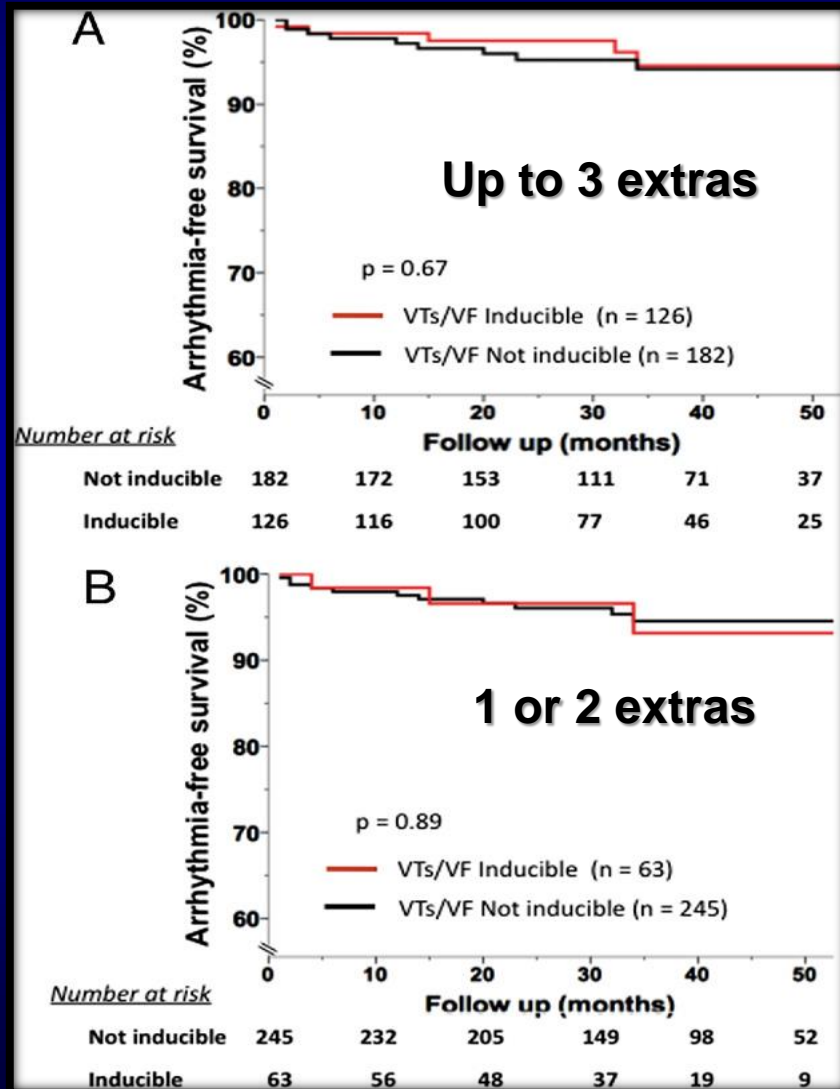 A
Arrhythmia-free survival (%)
100
90
80
70
60
Up to 3 extras
p = 0.67
VTs/VF Inducible (n = 126)
VTs/VF Not inducible (n = 182)
0 10 20 30 40 50
Number at risk
Follow up (months)
Not inducible 182 172 153 111 71 37
Inducible 126 116 100 77 46 25
B
Arrhythmia-free survival (%)
100
90
80
70
60
1 or 2 extras
p = 0.89
VTs/VF Inducible (n = 63)
VTs/VF Not inducible (n = 245)
0 10 20 30 40 50
Number at risk
Follow up (months)
Not inducible 245 232 205 149 98 52
Inducible 63 56 48 37 19 9